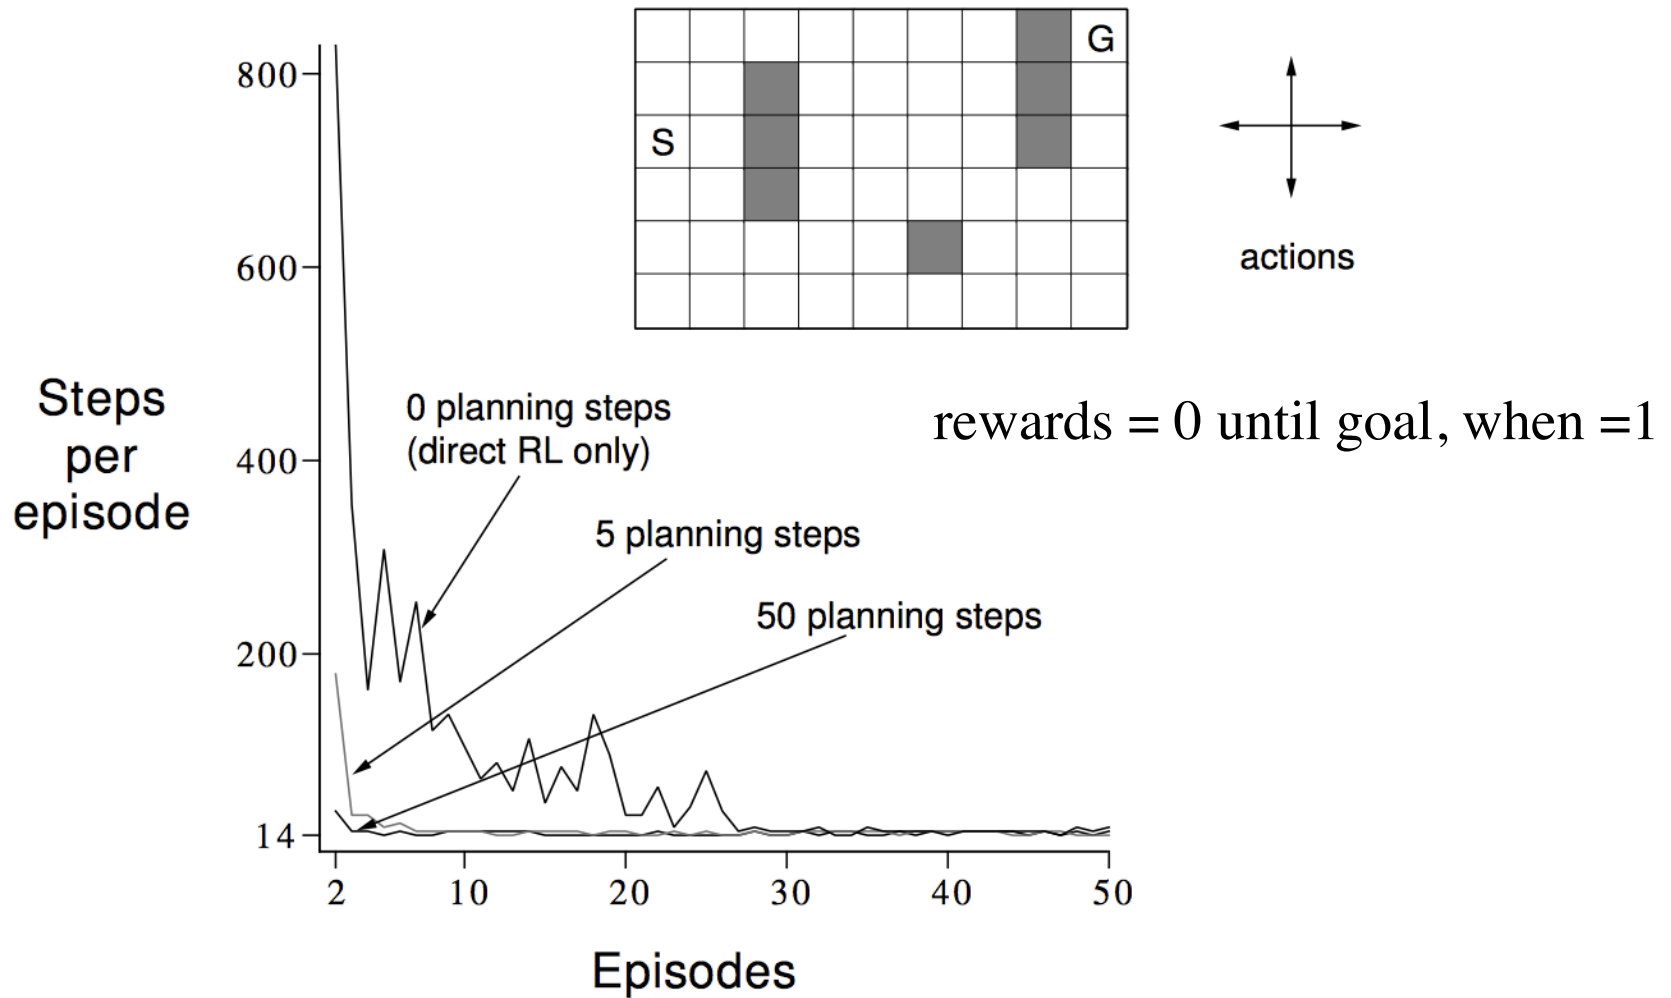 G
S
actions
rewards = 0 until goal, when =1
Steps
per
episode
800
600
400
200
14
0 planning steps
(direct RL only)
5 planning steps
50 planning steps
2 10 20 30 40 50
Episodes